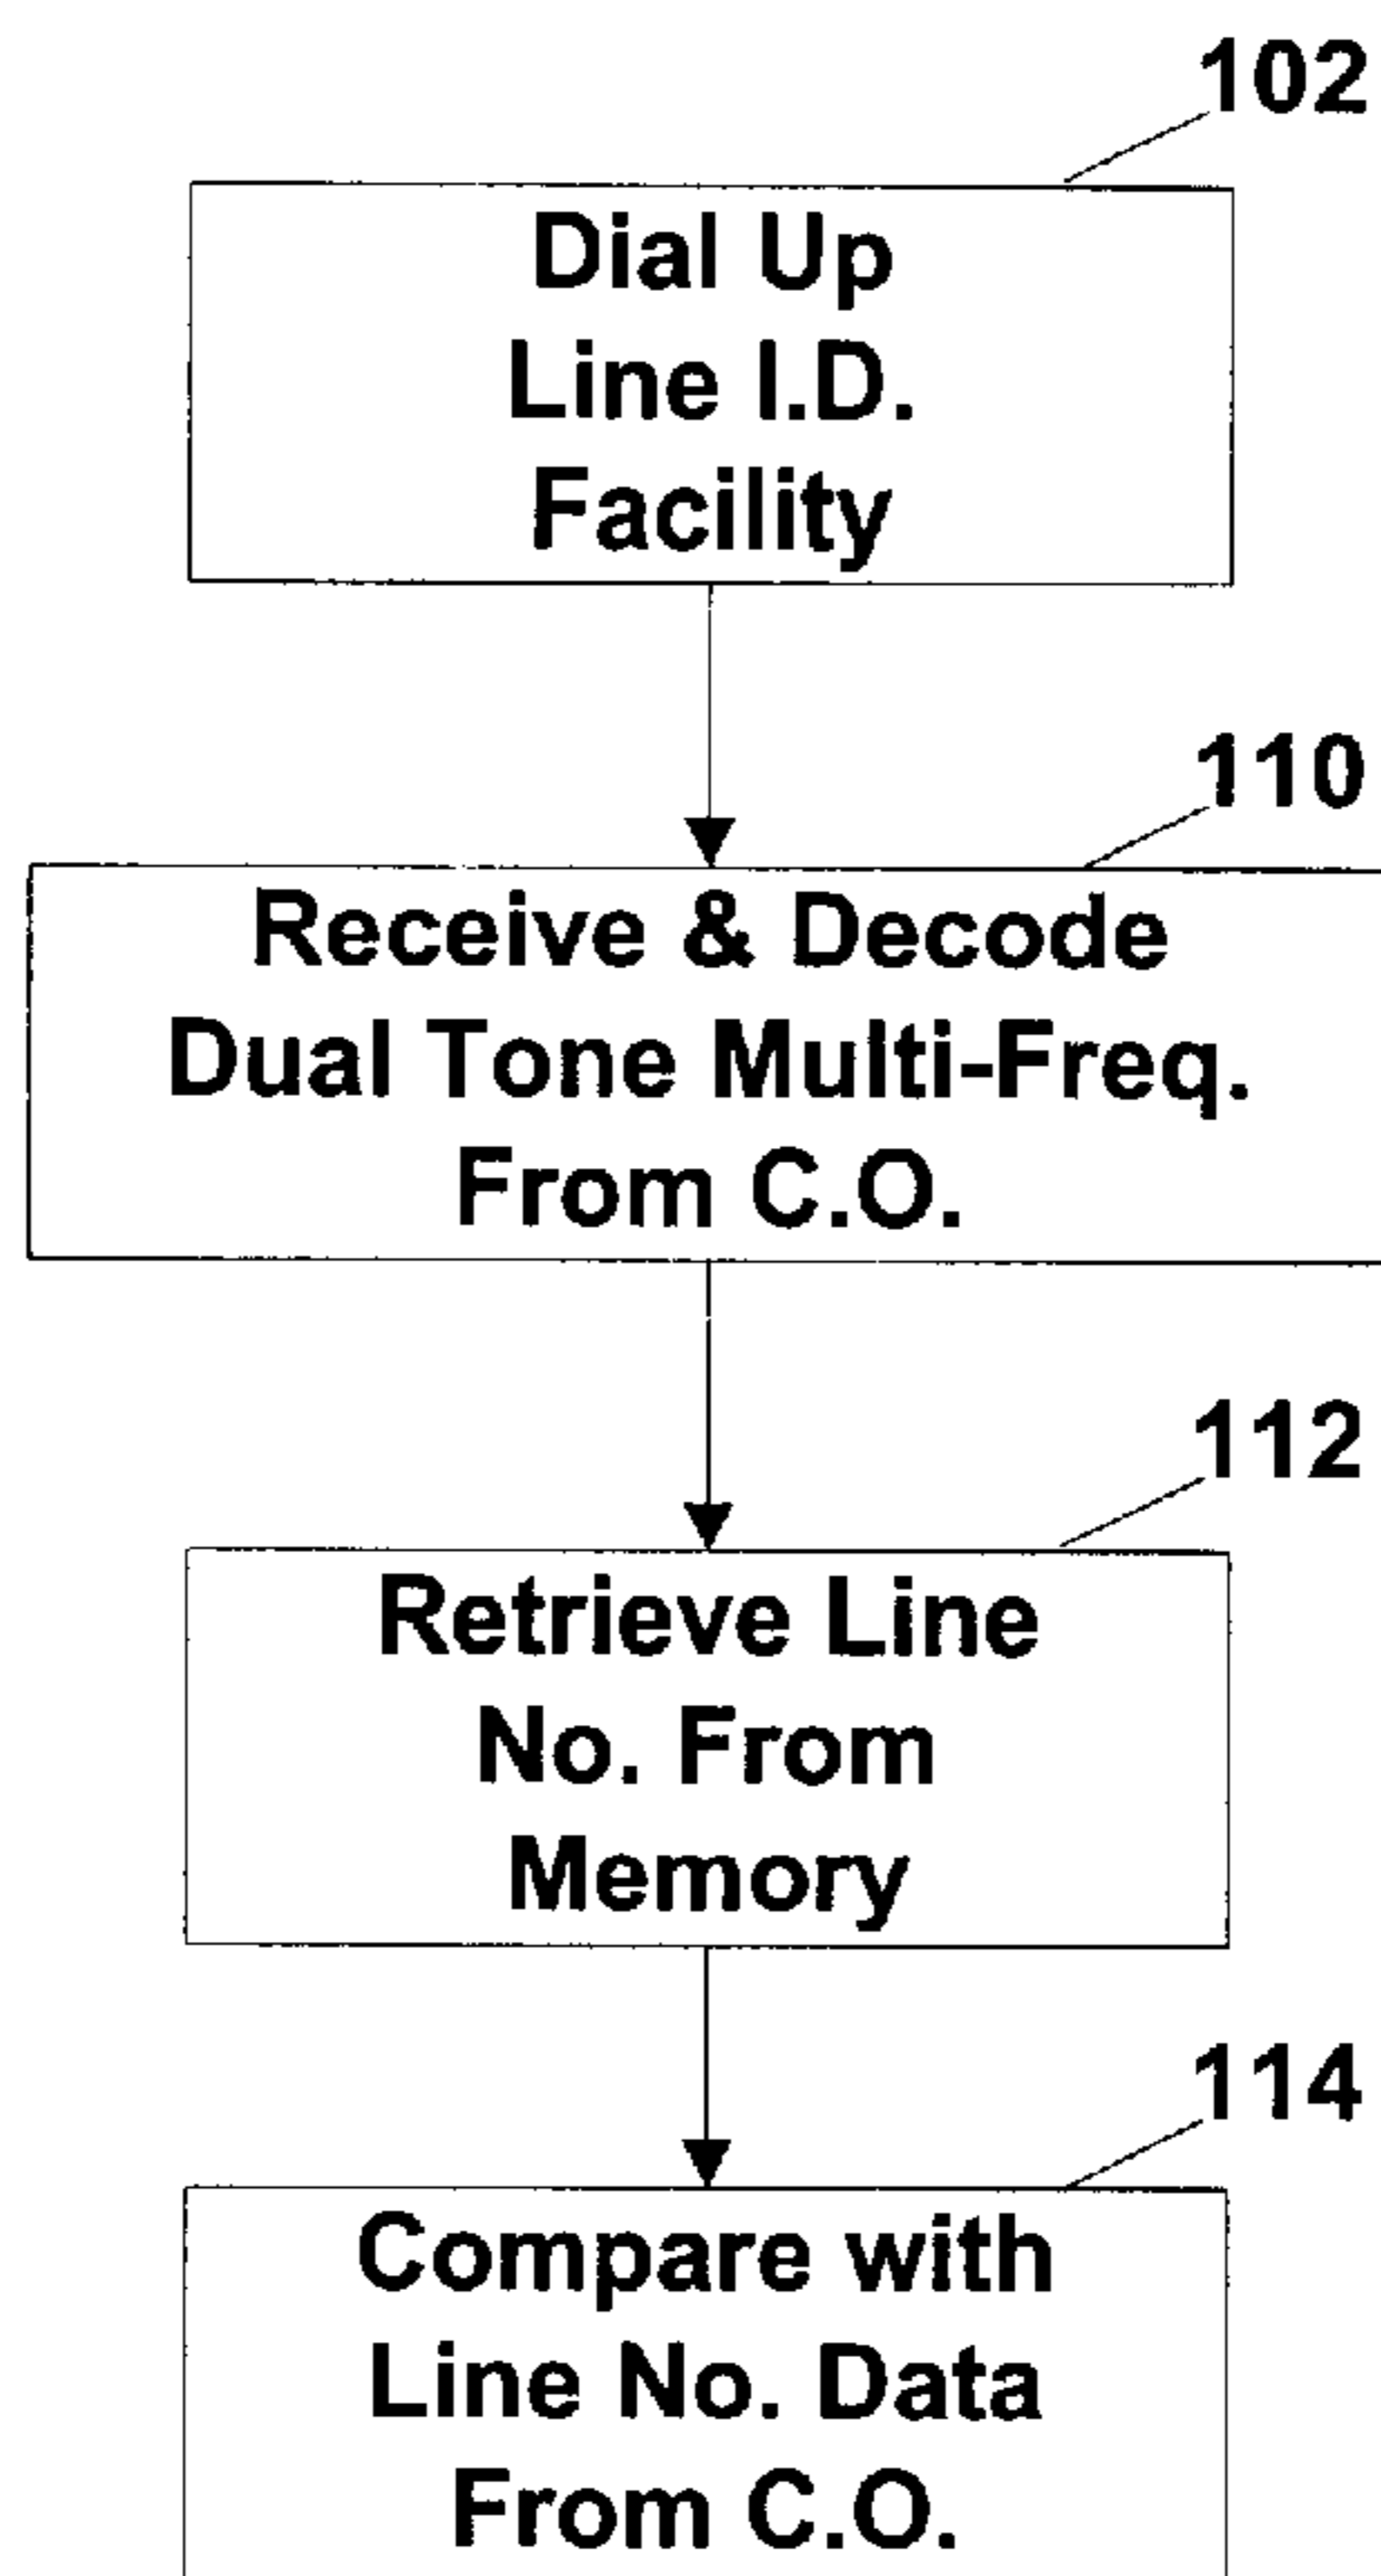 102
Dial Up
Line I.D.
Facility
110
Receive & Decode
Dual Tone Multi-Freq.
From C.O.
112
Retrieve Line
No. From
Memory
114
Compare with
Line No. Data
From C.O.